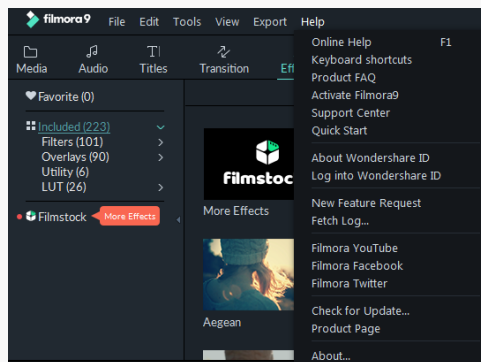 filmora9 File Edit Tools View Export Help
Media Audio Titles Transition Eff
Favorite (0)
Included (223)
Filters (101)
Overlays (90)
Utility (6)
LUT (26)
Filmstock More Effects
Filmstoc
More Effects
Aegean
Online Help F1
Keyboard shortcuts
Product FAQ
Activate Filmora9
Support Center
Quick Start
About Wondershare ID
Log into Wondershare ID
New Feature Request
Fetch Log...
Filmora YouTube
Filmora Facebook
Filmora Twitter
Check for Update...
Product Page
About...